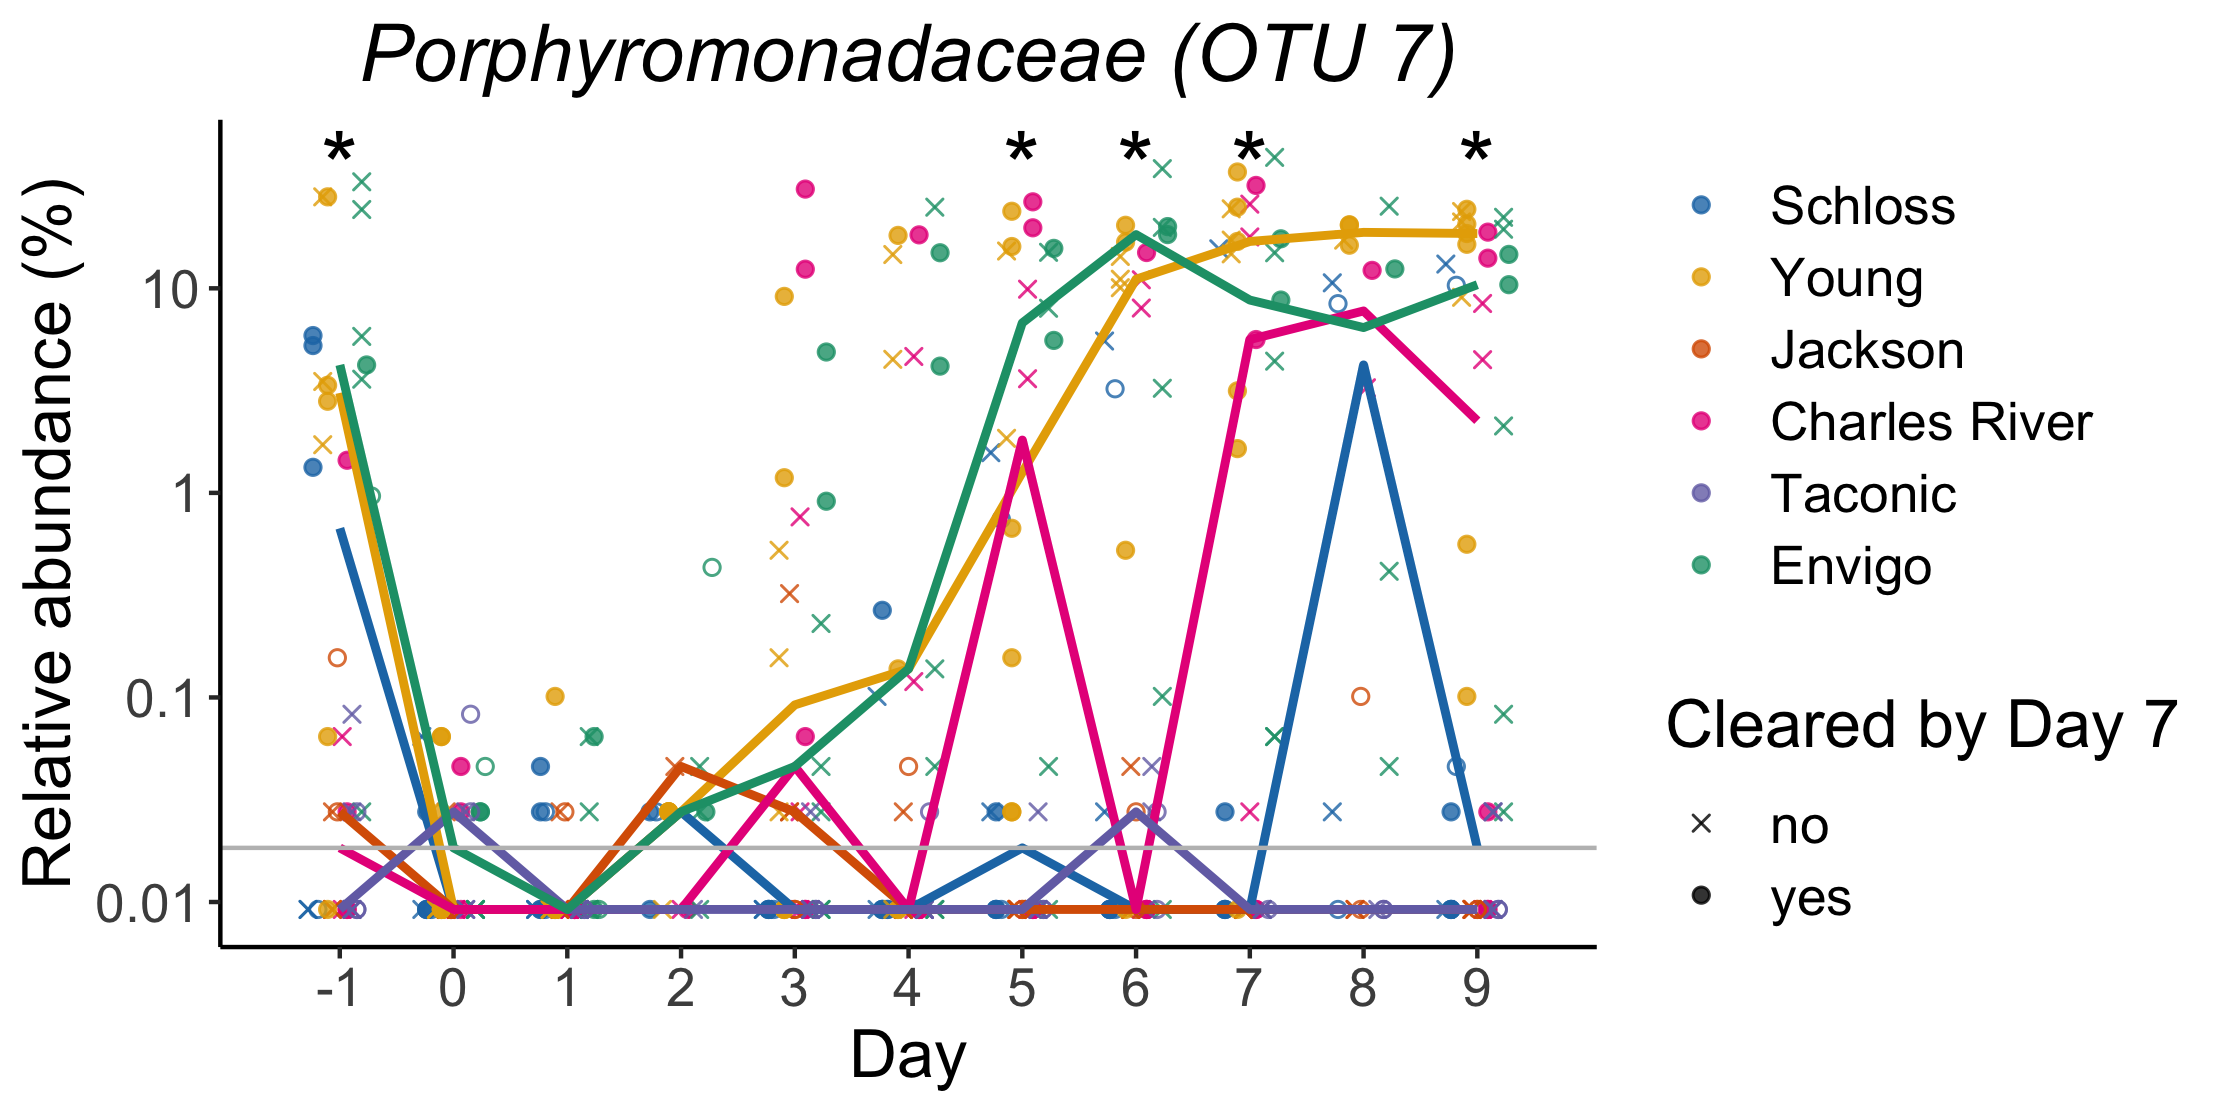 Porphyromonadaceae (OTU 7)
* * * * *
Relative abundance (%)
10
1
0.1
0.01
-1 0 1 2 3 4 5 6 7 8 9
Day
Schloss
Young
Jackson
Charles River
Taconic
Envigo
Cleared by Day 7
no
yes